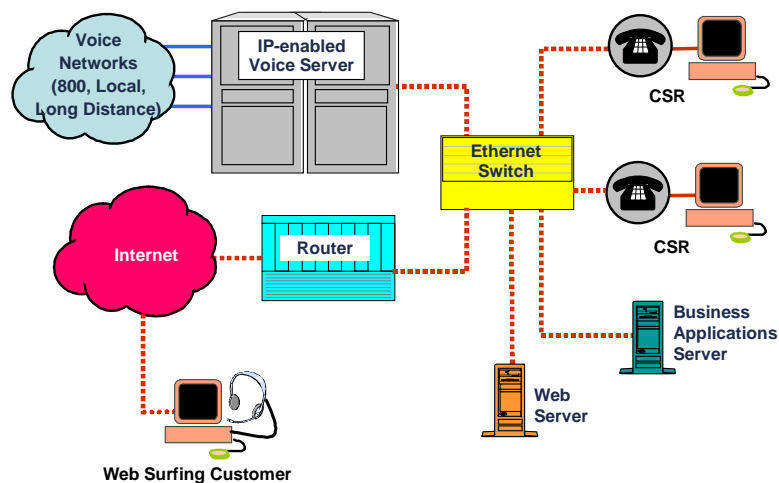 Voice
Networks
(800, Local,
Long Distance)
IP-enabled
Voice Server
CSR
Ethernet
Switch
CSR
Internet
Router
Business
Applications
Server
Web
Server
Web Surfing Customer